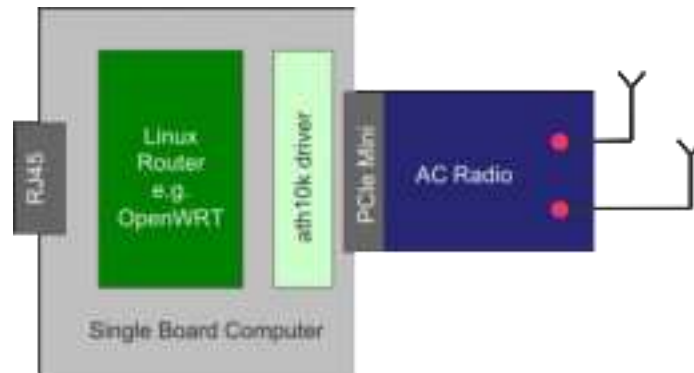 RJ45
Linux
Router
e.g.
OpenWRT
ath10k driver
PCIe Mini
AC Radio
Single Board Computer